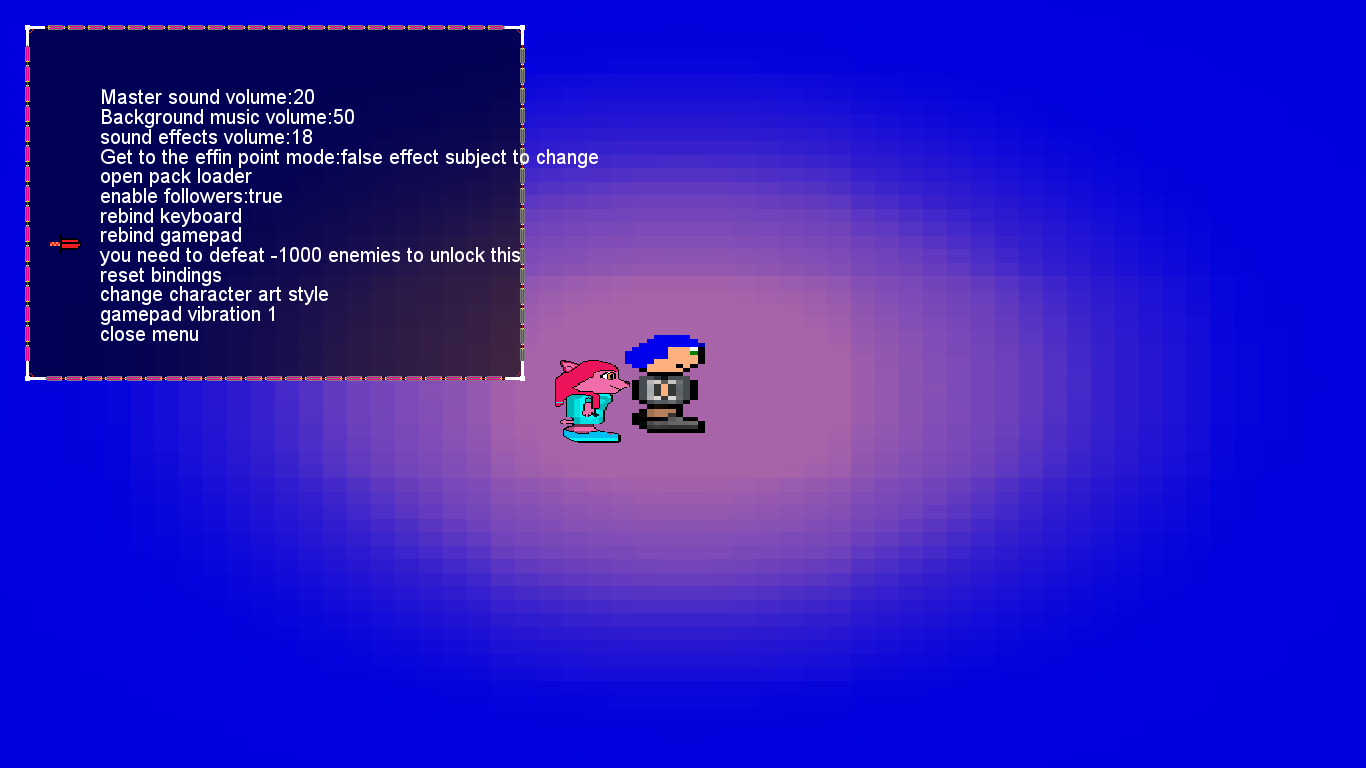 Master sound volume:20
Background music volume:50
sound effects volume:18
Get to the effin point mode:false effect subject to change
open pack loader
enable followers:true
rebind keyboard
rebind gamepad
you need to defeat -1000 enemies to unlock this
reset bindings
change character art style
gamepad vibration 1
close menu